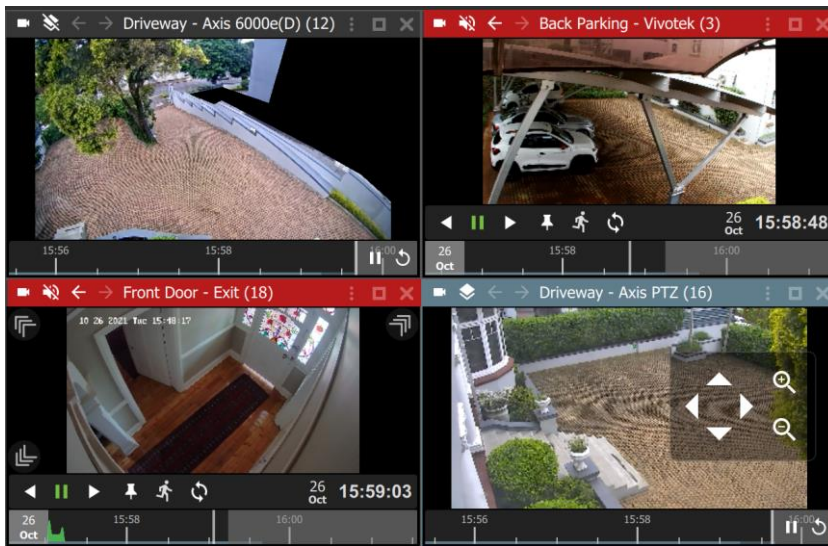 Driveway - Axis 6000e(D) (12)
15:56
15:58
16:00
Back Parking - Vivotek (3)
26
Oct
15:58:48
26
Oct
15:58
16:00
Front Door - Exit (18)
10 26 2021 Tue 15:48:17
26
Oct
15:59:03
26
Oct
15:58
16:00
Driveway - Axis PTZ (16)
15:56
15:58
16:00